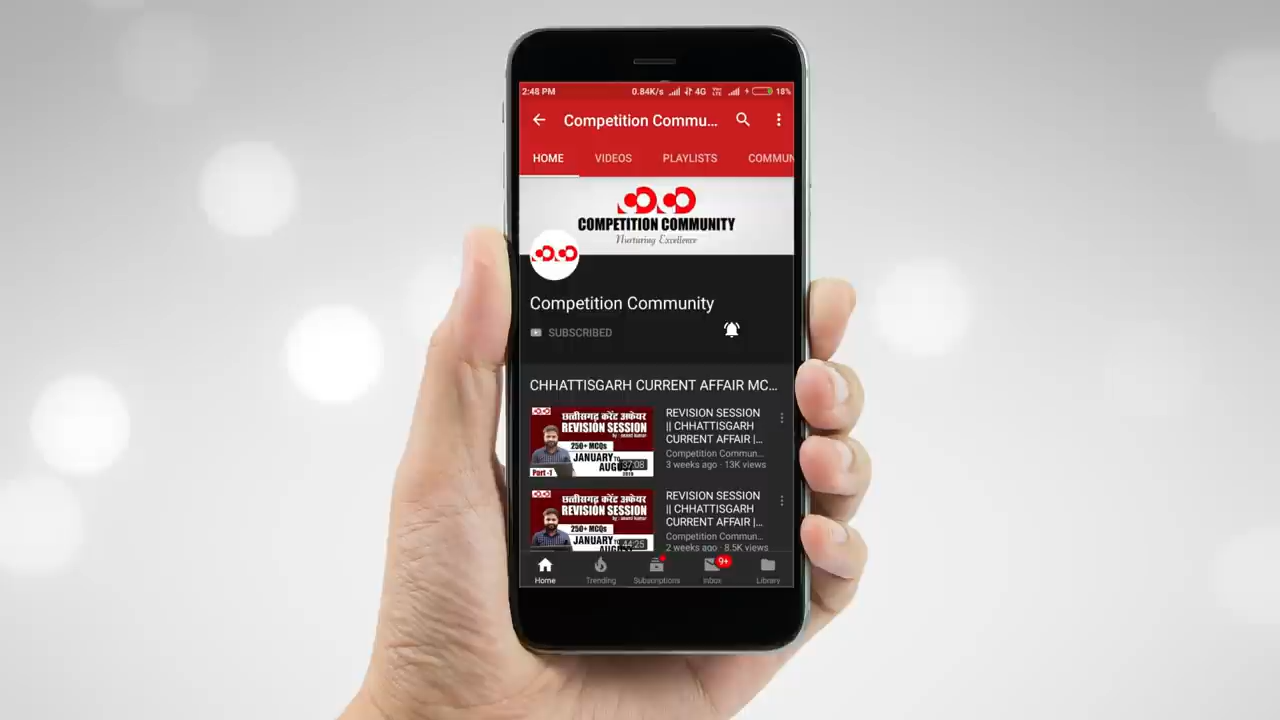 2:48 PM 0.84K/s 4G VoLTE 18%
Competition Commu...
HOME VIDEOS PLAYLISTS COMMUN
COMPETITION COMMUNITY
Nurturing Excellence
Competition Community
SUBSCRIBED
CHHATTISGARH CURRENT AFFAIR MC...
छत्तीसगढ़ करेंट अफेयर
REVISION SESSION
250+ MCQs
JANUARY TO
Part -1
37:08
REVISION SESSION
|| CHHATTISGARH
CURRENT AFFAIR |...
Competition Commun...
3 weeks ago · 13K views
छत्तीसगढ़ करेंट अफेयर
REVISION SESSION
250+ MCQs
JANUARY TO
44:25
REVISION SESSION
|| CHHATTISGARH
CURRENT AFFAIR |...
Competition Commun...
2 weeks ago · 8.5K views
Home Trending Subscriptions Inbox 9+ Library